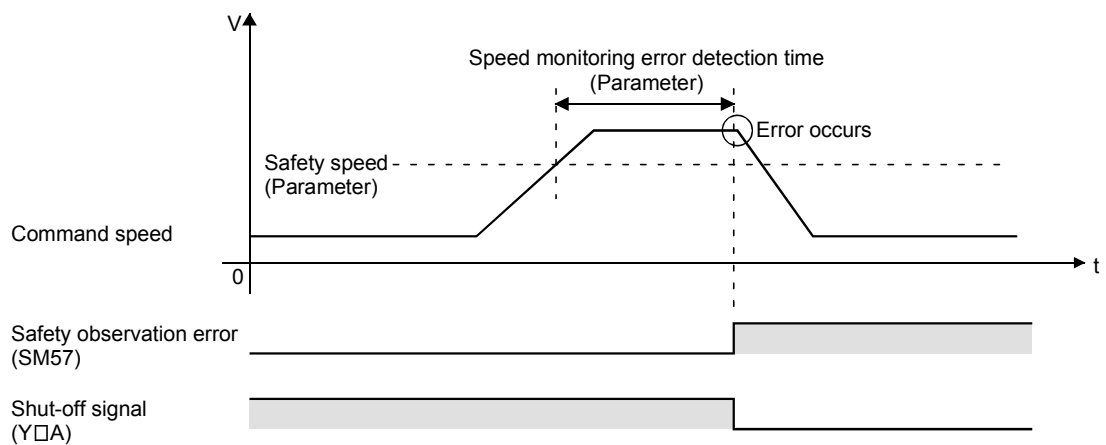 V
Speed monitoring error detection time
(Parameter)
Error occurs
Safety speed
(Parameter)
Command speed
0
t
Safety observation error
(SM57)
Shut-off signal
(Y□A)